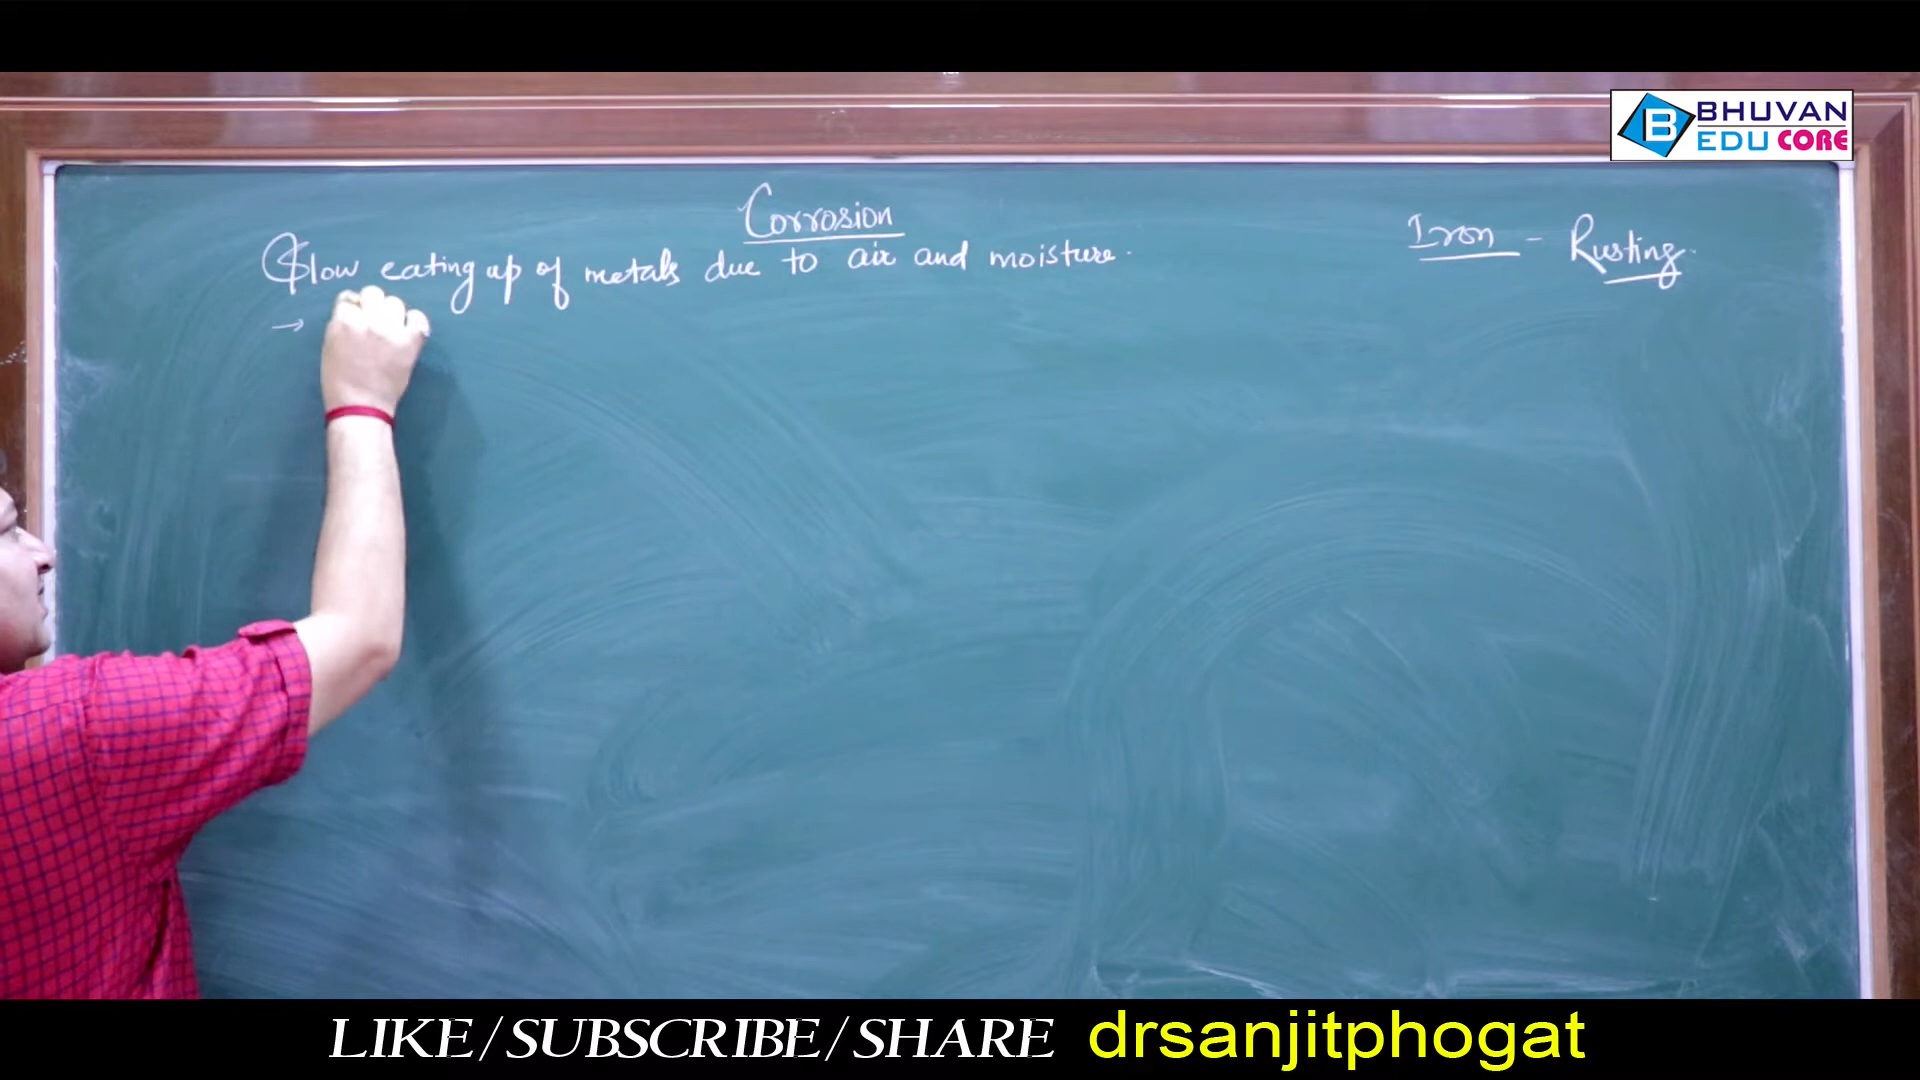 BHUVAN
EDU CORE
B
Corrosion
Slow eating up of metals due to air and moisture.
→
Iron - Rusting.
LIKE/SUBSCRIBE/SHARE drsanjitphogat